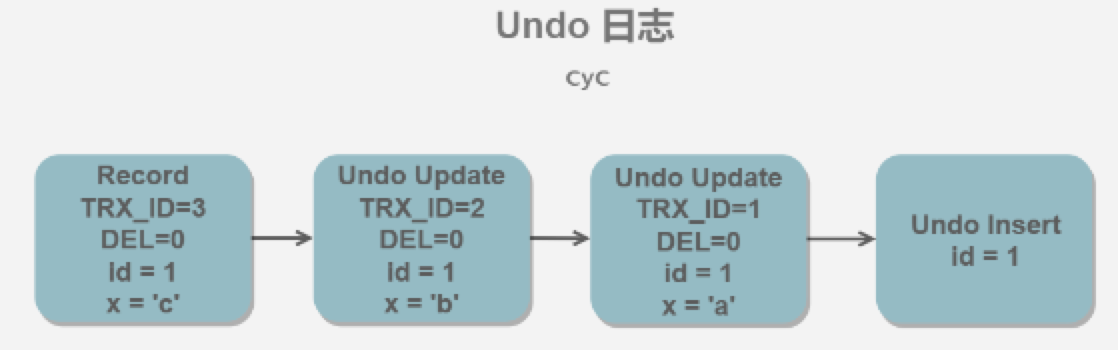 Undo 日志
CyC
Record
TRX_ID=3
DEL=0
id = 1
x = 'c'
Undo Update
TRX_ID=2
DEL=0
id = 1
x = 'b'
Undo Update
TRX_ID=1
DEL=0
id = 1
x = 'a'
Undo Insert
id = 1